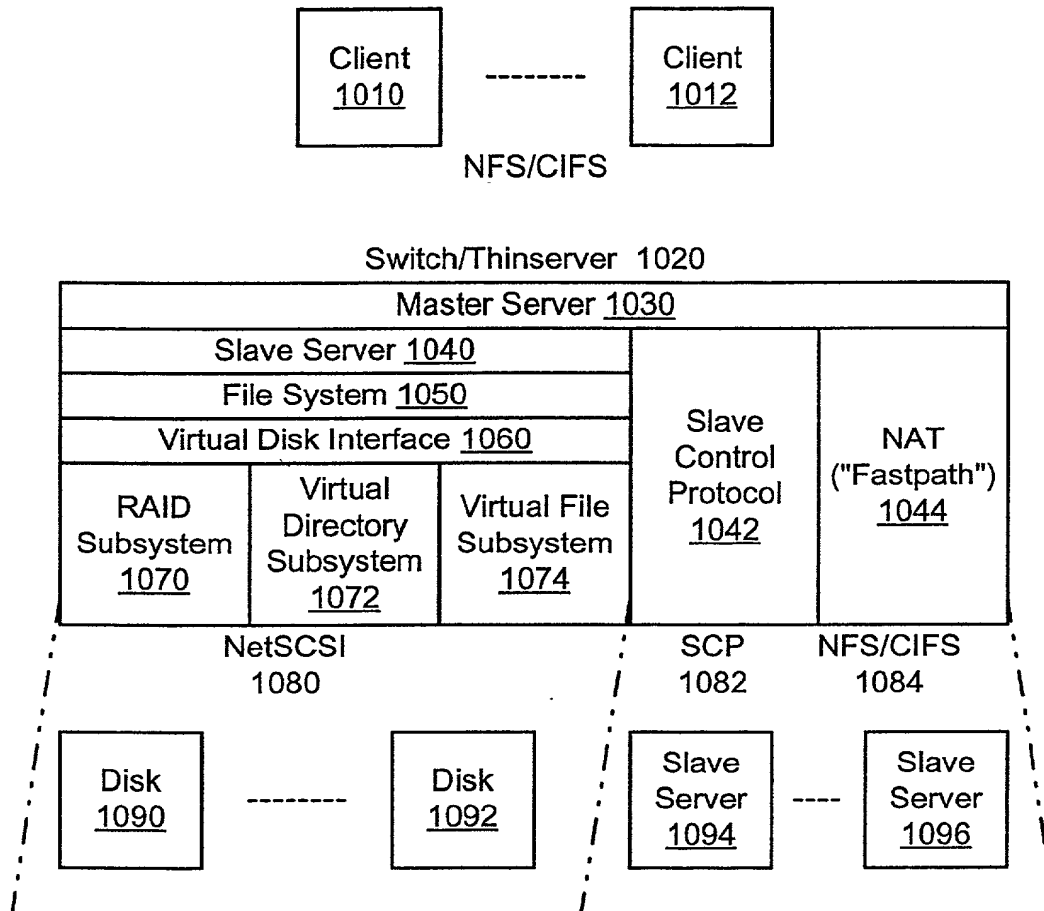 Client
1010
Client
1012
NFS/CIFS
Switch/Thinserver 1020
Master Server 1030
Slave Server 1040
File System 1050
Virtual Disk Interface 1060
RAID
Subsystem
1070
Virtual
Directory
Subsystem
1072
Virtual File
Subsystem
1074
Slave
Control
Protocol
1042
NAT
("Fastpath")
1044
NetSCSI
1080
SCP
1082
NFS/CIFS
1084
Disk
1090
Disk
1092
Slave
Server
1094
Slave
Server
1096